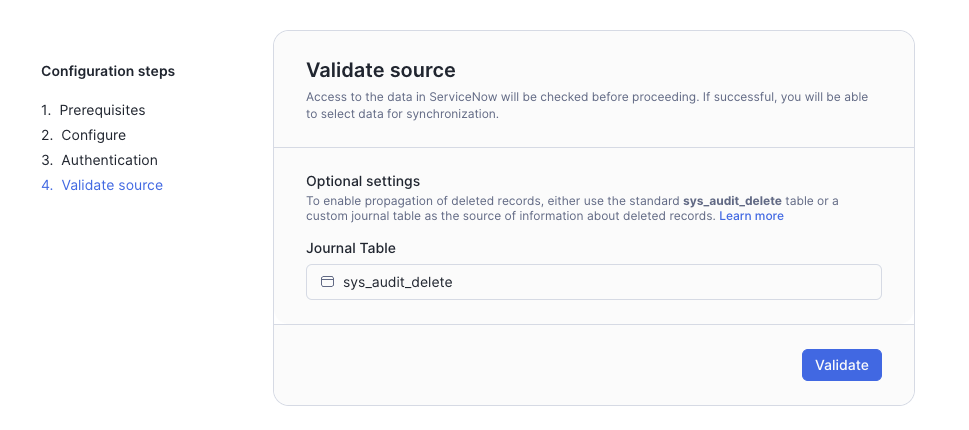 Configuration steps
1. Prerequisites
2. Configure
3. Authentication
4. Validate source
Validate source
Access to the data in ServiceNow will be checked before proceeding. If successful, you will be able
to select data for synchronization.
Optional settings
To enable propagation of deleted records, either use the standard sys_audit_delete table or a
custom journal table as the source of information about deleted records. Learn more
Journal Table
sys_audit_delete
Validate